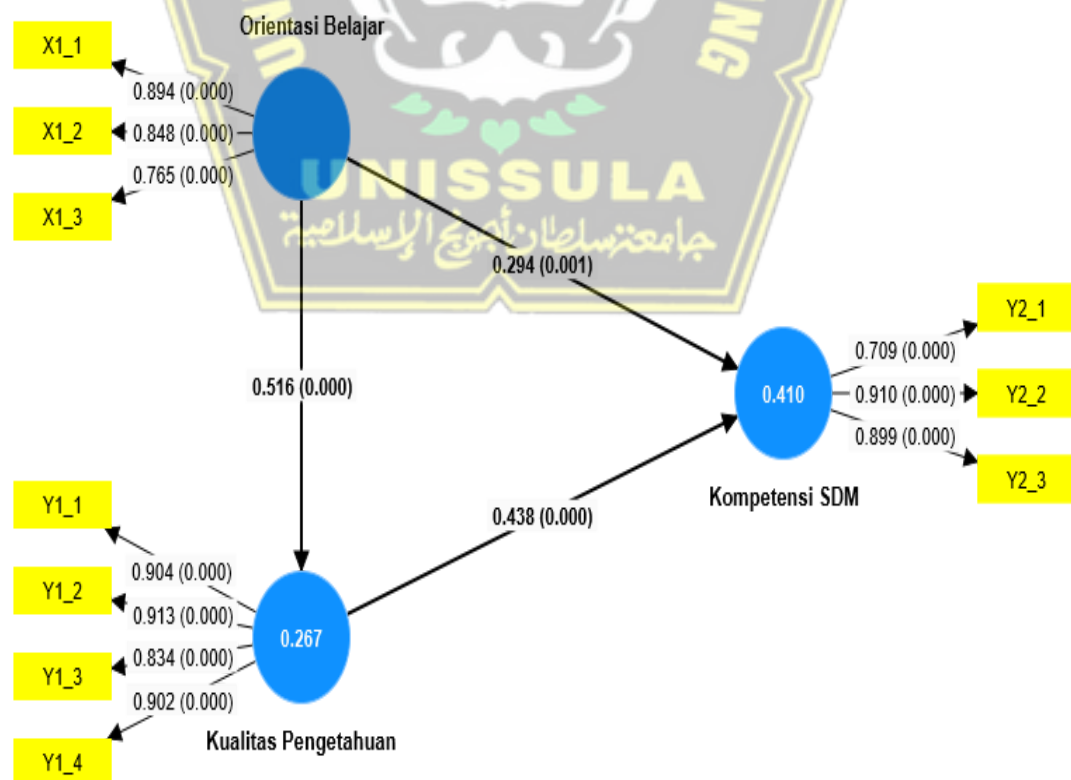 Orientasi Belajar
X1_1
0.894 (0.000)
X1_2
0.848 (0.000)
X1_3
0.765 (0.000)
UNG
UNISSULA
جامعتنسلطان أجونج الإسلامية
0.294 (0.001)
Y2_1
0.709 (0.000)
0.516 (0.000)
0.410
0.910 (0.000)
Y2_2
0.899 (0.000)
Y2_3
Kompetensi SDM
Y1_1
0.438 (0.000)
0.904 (0.000)
Y1_2
0.913 (0.000)
0.267
0.834 (0.000)
Y1_3
0.902 (0.000)
Kualitas Pengetahuan
Y1_4